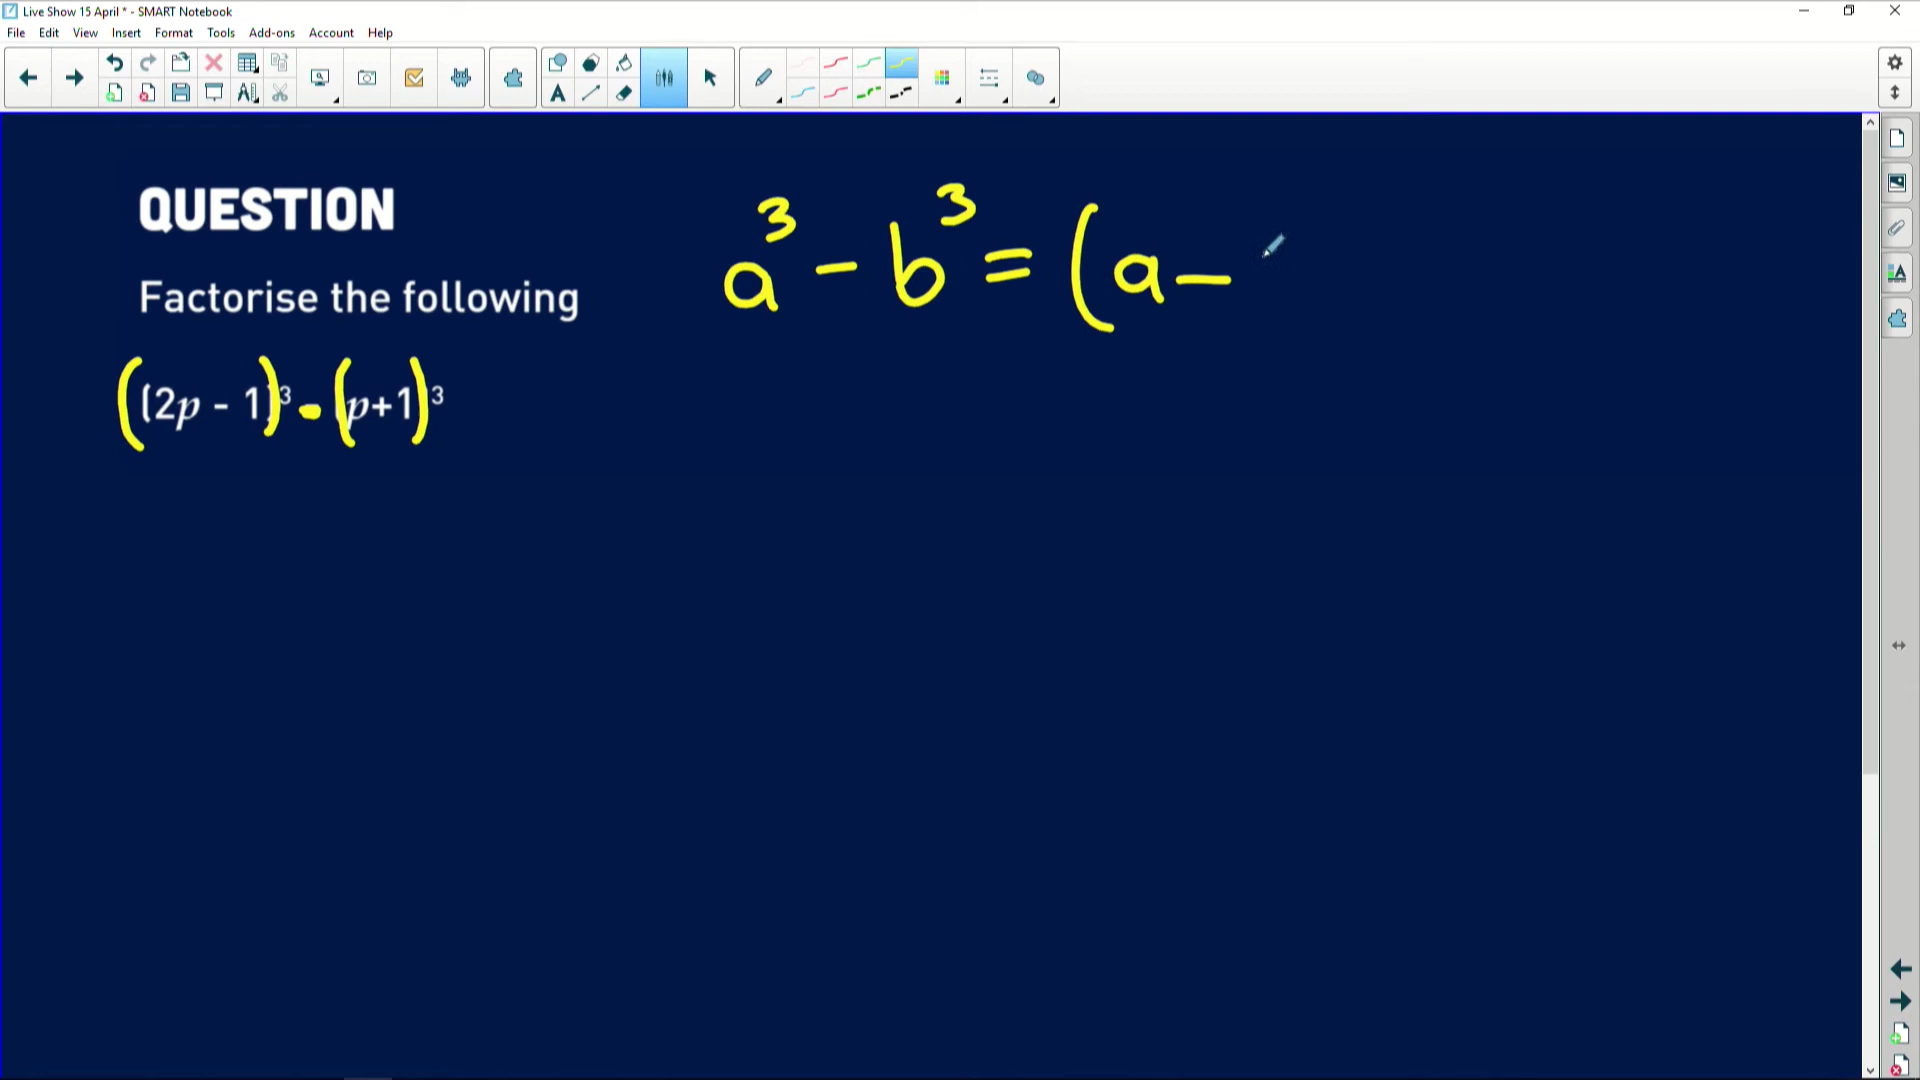 Live Show 15 April * - SMART Notebook
File Edit View Insert Format Tools Add-ons Account Help
QUESTION
a³ - b³ = (a -
Factorise the following
((2p - 1)³ - (p+1)³